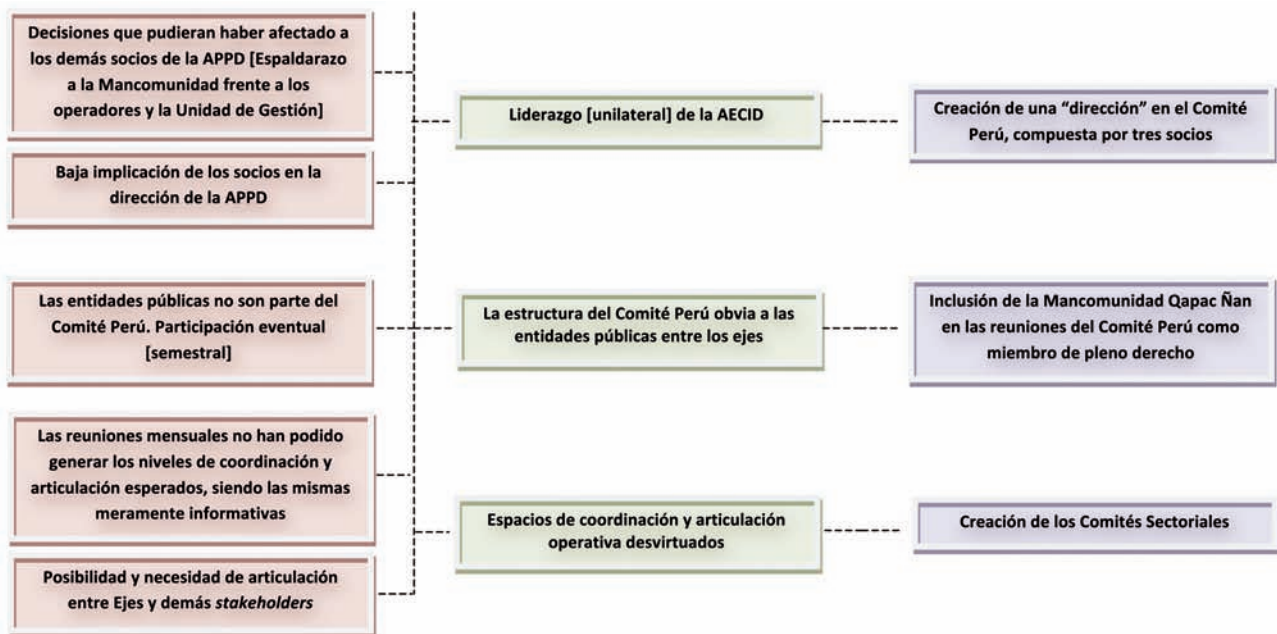 Decisiones que pudieran haber afectado a
los demás socios de la APPD [Espaldarazo
a la Mancomunidad frente a los
operadores y la Unidad de Gestión]
Baja implicación de los socios en la
dirección de la APPD
Liderazgo [unilateral] de la AECID
Creación de una “dirección” en el Comité
Perú, compuesta por tres socios
Las entidades públicas no son parte del
Comité Perú. Participación eventual
[semestral]
La estructura del Comité Perú obvia a las
entidades públicas entre los ejes
Inclusión de la Mancomunidad Qapac Ñan
en las reuniones del Comité Perú como
miembro de pleno derecho
Las reuniones mensuales no han podido
generar los niveles de coordinación y
articulación esperados, siendo las mismas
meramente informativas
Posibilidad y necesidad de articulación
entre Ejes y demás stakeholders
Espacios de coordinación y articulación
operativa desvirtuados
Creación de los Comités Sectoriales